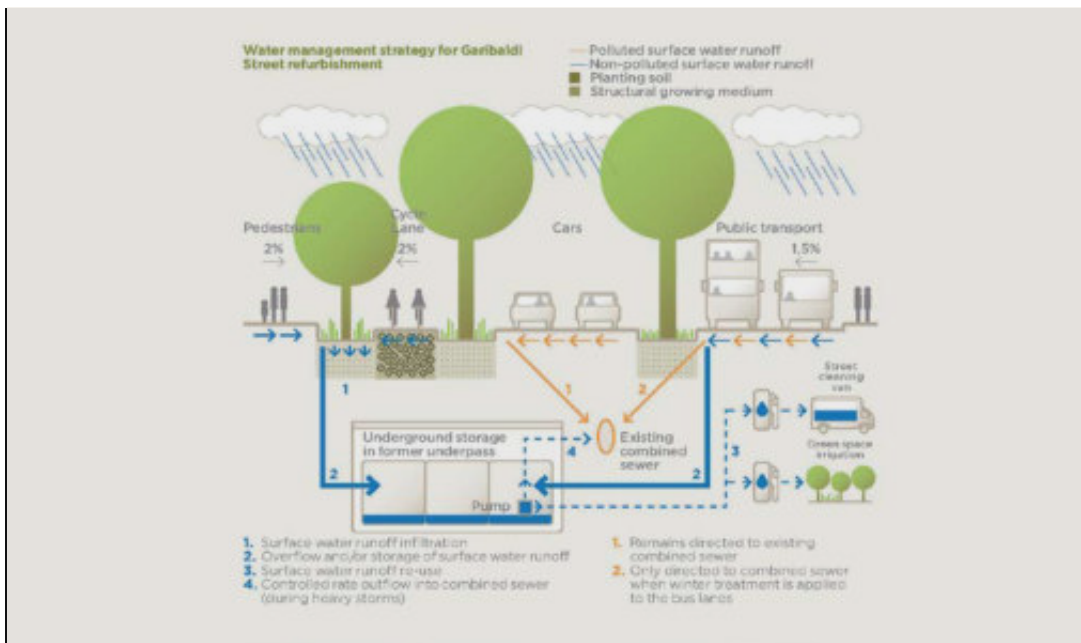 Water management strategy for Garibaldi
Street refurbishment
Polluted surface water runoff
Non-polluted surface water runoff
Planting soil
Structural growing medium
Pedestrians
2%
Cycle
Lane
2%
Cars
Public transport
1,5%
1
1
2
Street
cleaning
van
Underground storage
in former underpass
4
Existing
combined
sewer
3
Green space
irrigation
2
2
Pump
1. Surface water runoff infiltration
2. Overflow and/or storage of surface water runoff
3. Surface water runoff re-use
4. Controlled rate outflow into combined sewer
(during heavy storms)
1. Remains directed to existing
combined sewer
2. Only directed to combined sewer
when winter treatment is applied
to the bus lanes